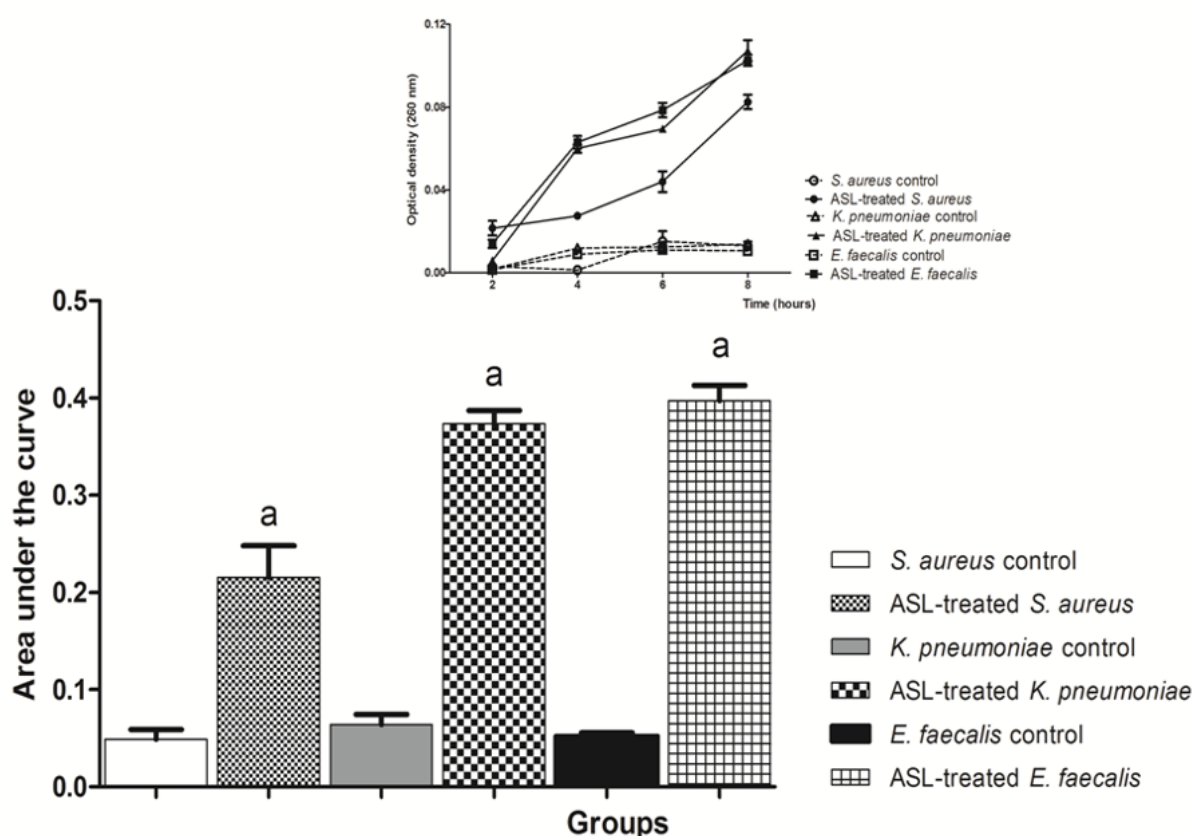 0.12
0.08
0.04
0.00
Optical density (260 nm)
2 4 6 8
Time (hours)
S. aureus control
ASL-treated S. aureus
K. pneumoniae control
ASL-treated K. pneumoniae
E. faecalis control
ASL-treated E. faecalis
0.5
0.4
0.3
0.2
0.1
0.0
Area under the curve
a
a
a
Groups
S. aureus control
ASL-treated S. aureus
K. pneumoniae control
ASL-treated K. pneumoniae
E. faecalis control
ASL-treated E. faecalis